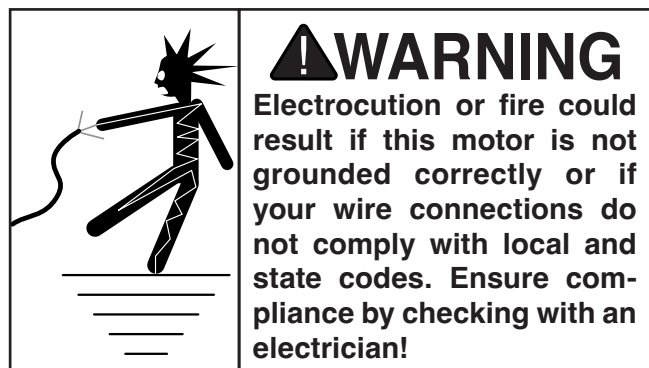 WARNING
Electrocution or fire could
result if this motor is not
grounded correctly or if
your wire connections do
not comply with local and
state codes. Ensure com-
pliance by checking with an
electrician!